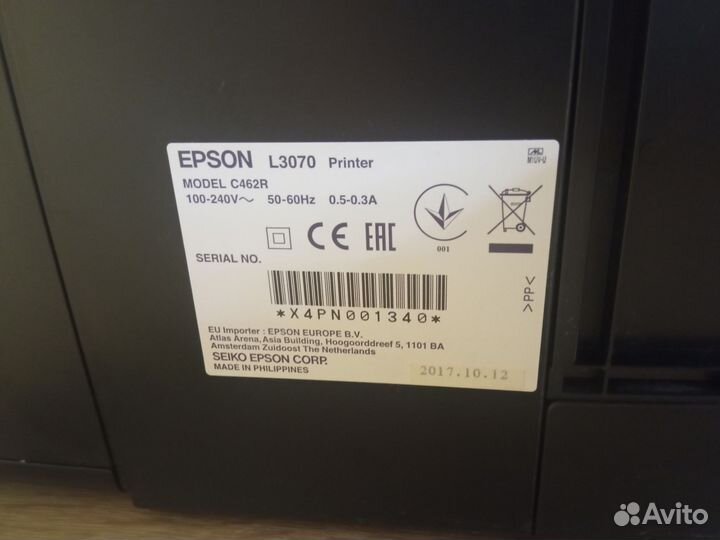 EPSON L3070 Printer
MODEL C462R
100-240V~ 50-60Hz 0.5-0.3A
M1UV-U
CE EAC
001
SERIAL NO.
>PP<
*X4PN001340*
EU Importer : EPSON EUROPE B.V.
Atlas Arena, Asia Building, Hoogoorddreef 5, 1101 BA
Amsterdam Zuidoost The Netherlands
SEIKO EPSON CORP.
MADE IN PHILIPPINES
2017.10.12
Avito